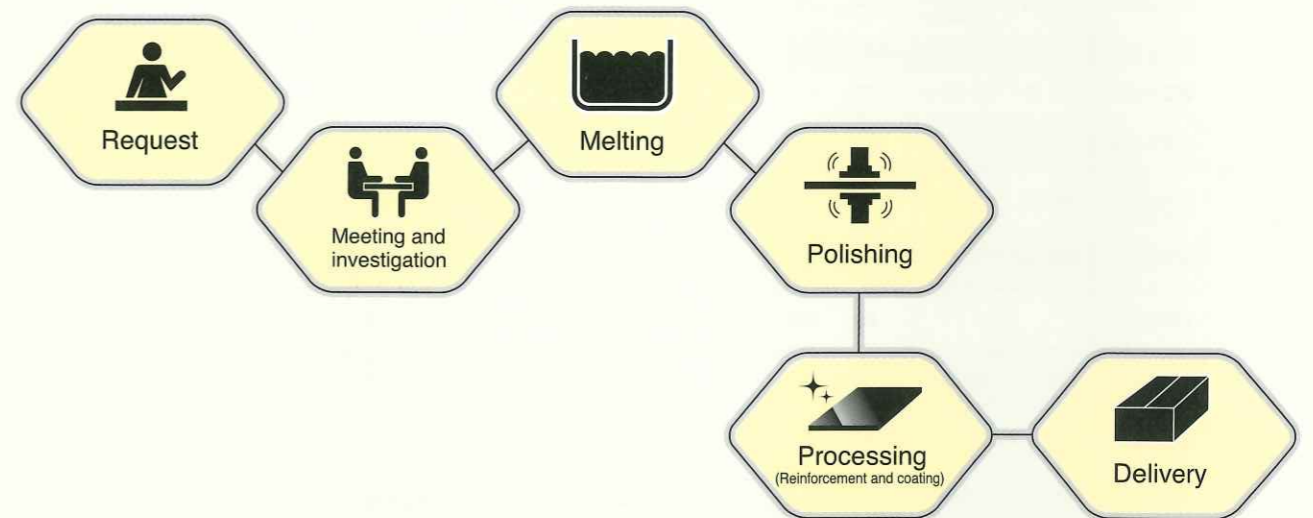 Request
Meeting and
investigation
Melting
Polishing
Processing
(Reinforcement and coating)
Delivery